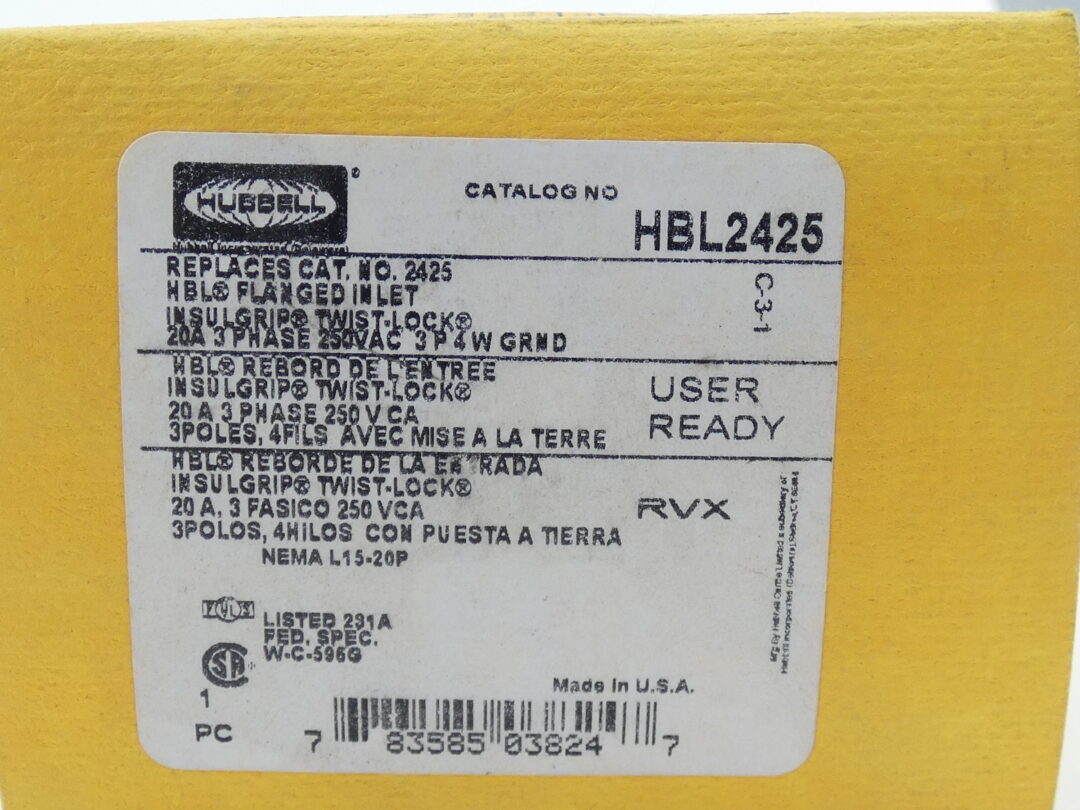 HUBBELL
CATALOG NO
HBL2425
REPLACES CAT. NO. 2425
HBL® FLANGED INLET
INSULGRIP® TWIST-LOCK®
20A 3 PHASE 250VAC 3 P 4 W GRND
C-3-1
HBL® REBORD DE L'ENTREE
INSULGRIP® TWIST-LOCK®
20 A 3 PHASE 250 V CA
3POLES, 4FILS AVEC MISE A LA TERRE
USER
READY
HBL® REBORDE DE LA ENTRADA
INSULGRIP® TWIST-LOCK®
20 A, 3 FASICO 250 VCA
3POLOS, 4HILOS CON PUESTA A TIERRA
NEMA L15-20P
RVX
LISTED 231A
FED. SPEC.
W-C-596G
1
PC
Made in U.S.A.
7 83585 03824 7